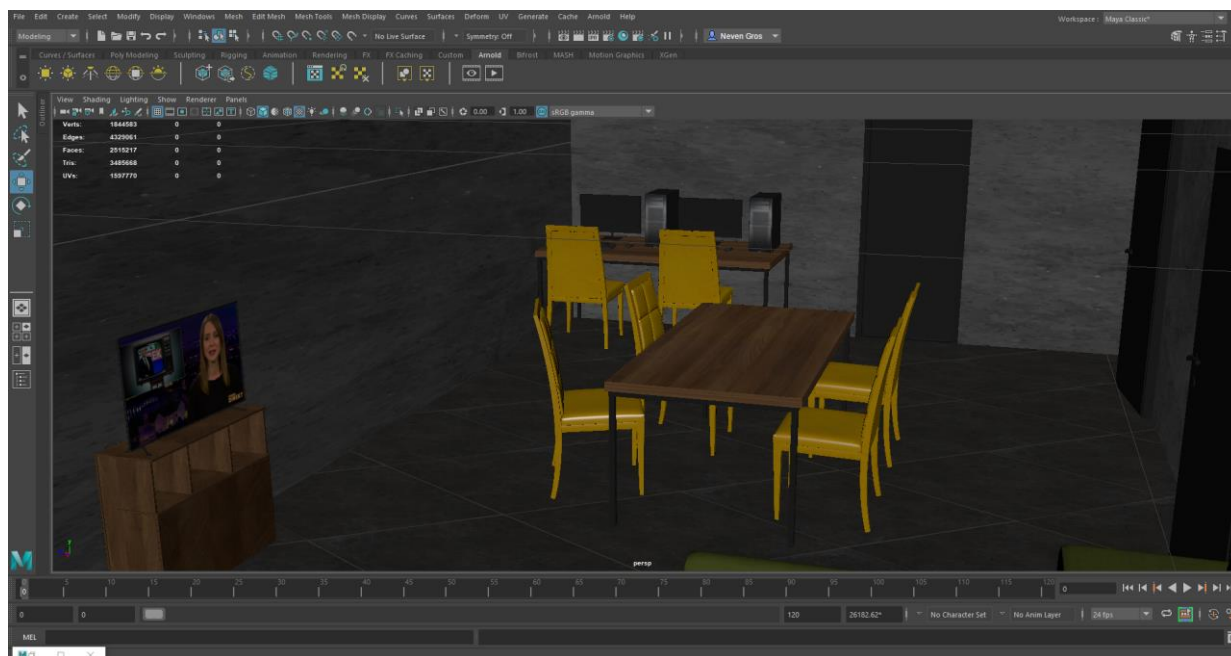 File Edit Create Select Modify Display Windows Mesh Edit Mesh Mesh Tools Mesh Display Curves Surfaces Deform UV Generate Cache Arnold Help Workspace : Maya Classic*
Modeling No Live Surface Symmetry: Off Neven Gros
Curves / Surfaces Poly Modeling Sculpting Rigging Animation Rendering FX FX Caching Custom Arnold Bifrost MASH Motion Graphics XGen
Outliner
View Shading Lighting Show Renderer Panels
0.00 1.00 sRGB gamma
Verts: 1844583 0 0
Edges: 4329061 0 0
Faces: 2515217 0 0
Tris: 3485668 0 0
UVs: 1597770 0 0
persp
5 10 15 20 25 30 35 40 45 50 55 60 65 70 75 80 85 90 95 100 105 110 115 120
0 0
0 0 120 26182.62* No Character Set No Anim Layer 24 fps
MEL